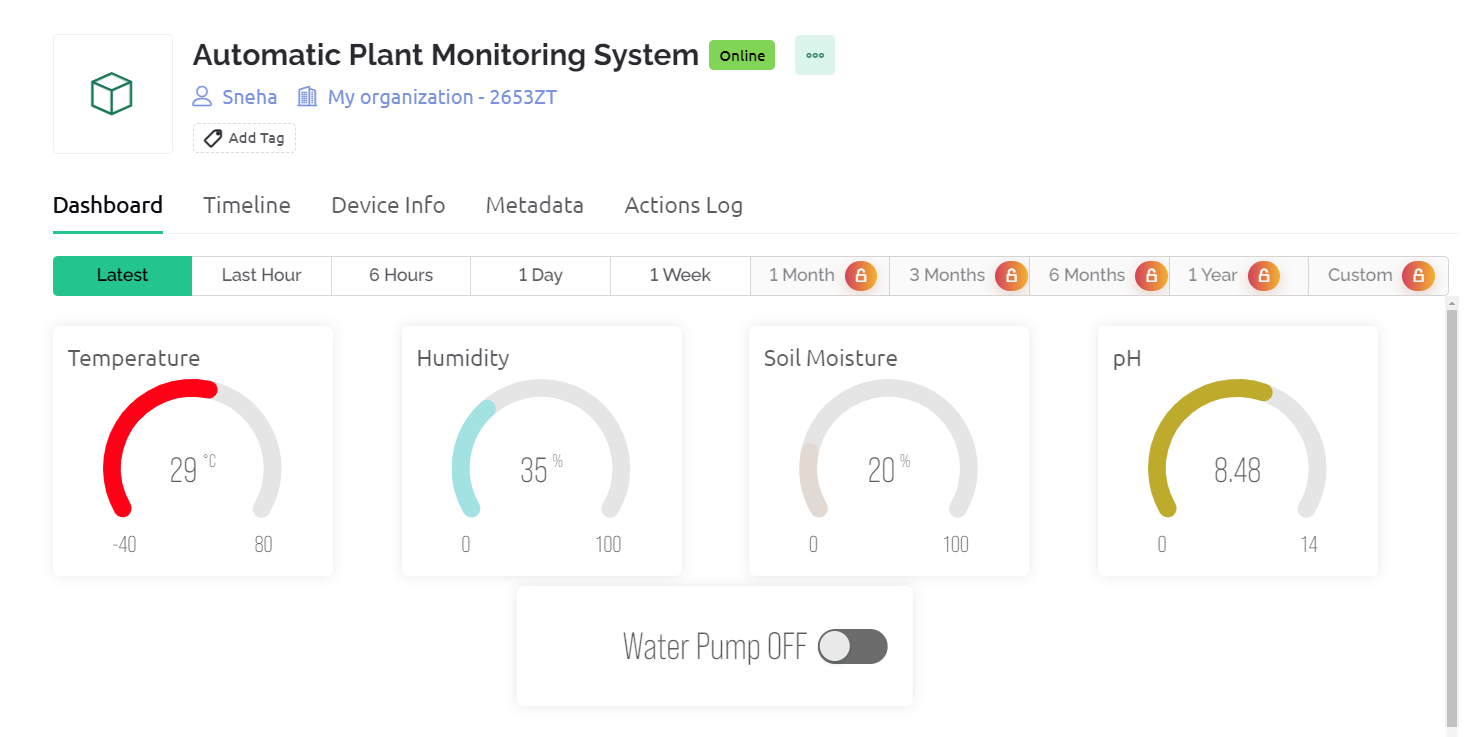 Automatic Plant Monitoring System Online
Sneha My organization - 2653ZT
Add Tag
Dashboard Timeline Device Info Metadata Actions Log
Latest Last Hour 6 Hours 1 Day 1 Week 1 Month 3 Months 6 Months 1 Year Custom
Temperature Humidity Soil Moisture pH
29 °C 35 % 20 % 8.48
-40 80 0 100 0 100 0 14
Water Pump OFF